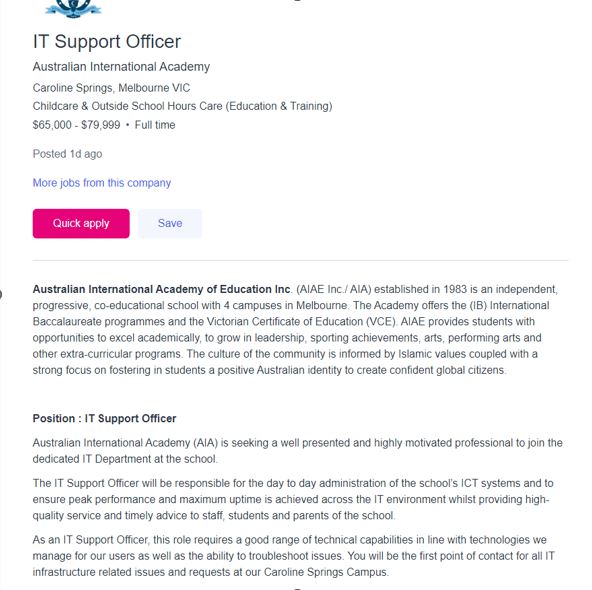 IT Support Officer
Australian International Academy
Caroline Springs, Melbourne VIC
Childcare & Outside School Hours Care (Education & Training)
$65,000 - $79,999 • Full time
Posted 1d ago
More jobs from this company
Quick apply Save
Australian International Academy of Education Inc. (AIAE Inc./ AIA) established in 1983 is an independent,
progressive, co-educational school with 4 campuses in Melbourne. The Academy offers the (IB) International
Baccalaureate programmes and the Victorian Certificate of Education (VCE). AIAE provides students with
opportunities to excel academically, to grow in leadership, sporting achievements, arts, performing arts and
other extra-curricular programs. The culture of the community is informed by Islamic values coupled with a
strong focus on fostering in students a positive Australian identity to create confident global citizens.
Position : IT Support Officer
Australian International Academy (AIA) is seeking a well presented and highly motivated professional to join the
dedicated IT Department at the school.
The IT Support Officer will be responsible for the day to day administration of the school's ICT systems and to
ensure peak performance and maximum uptime is achieved across the IT environment whilst providing high-
quality service and timely advice to staff, students and parents of the school.
As an IT Support Officer, this role requires a good range of technical capabilities in line with technologies we
manage for our users as well as the ability to troubleshoot issues. You will be the first point of contact for all IT
infrastructure related issues and requests at our Caroline Springs Campus.